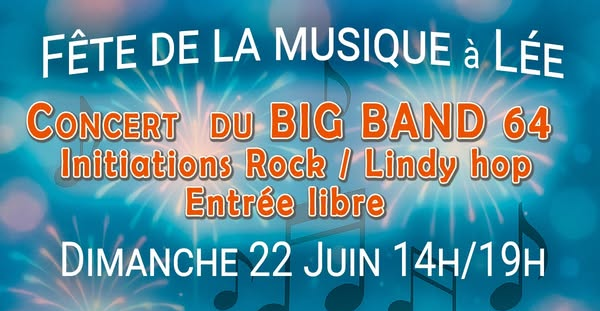 FÊTE DE LA MUSIQUE à LÉE
CONCERT DU BIG BAND 64
Initiations Rock / Lindy hop
Entrée libre
DIMANCHE 22 JUIN 14H/19H